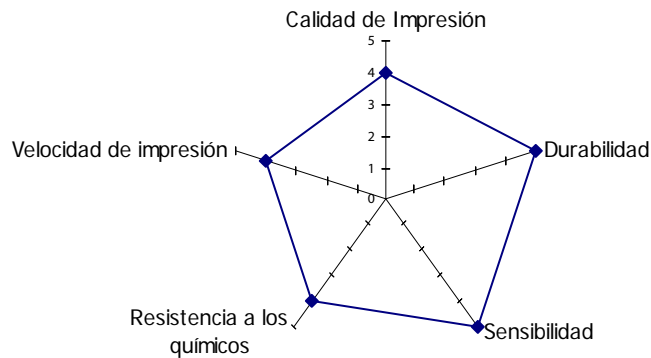 Calidad de Impresión
5
4
3
2
1
0
Velocidad de impresión
Durabilidad
Resistencia a los
químicos
Sensibilidad